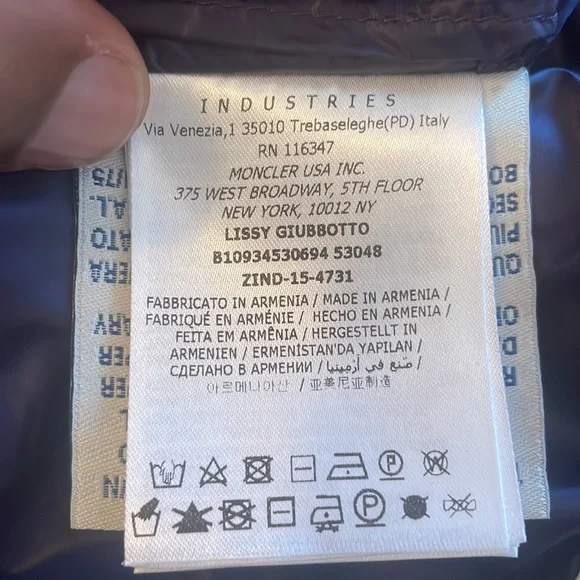 INDUSTRIES
Via Venezia,1 35010 Trebaseleghe(PD) Italy
RN 116347
MONCLER USA INC.
375 WEST BROADWAY, 5TH FLOOR
NEW YORK, 10012 NY
LISSY GIUBBOTTO
B10934530694 53048
ZIND-15-4731
FABBRICATO IN ARMENIA / MADE IN ARMENIA /
FABRIQUÉ EN ARMÉNIE / HECHO EN ARMENIA /
FEITA EM ARMÊNIA / HERGESTELLT IN
ARMENIEN / ERMENİSTAN'DA YAPILAN /
СДЕЛАНО В АРМЕНИИ / صنع في أرمينيا /
아르메니아산 / 亚美尼亚制造
P W
P